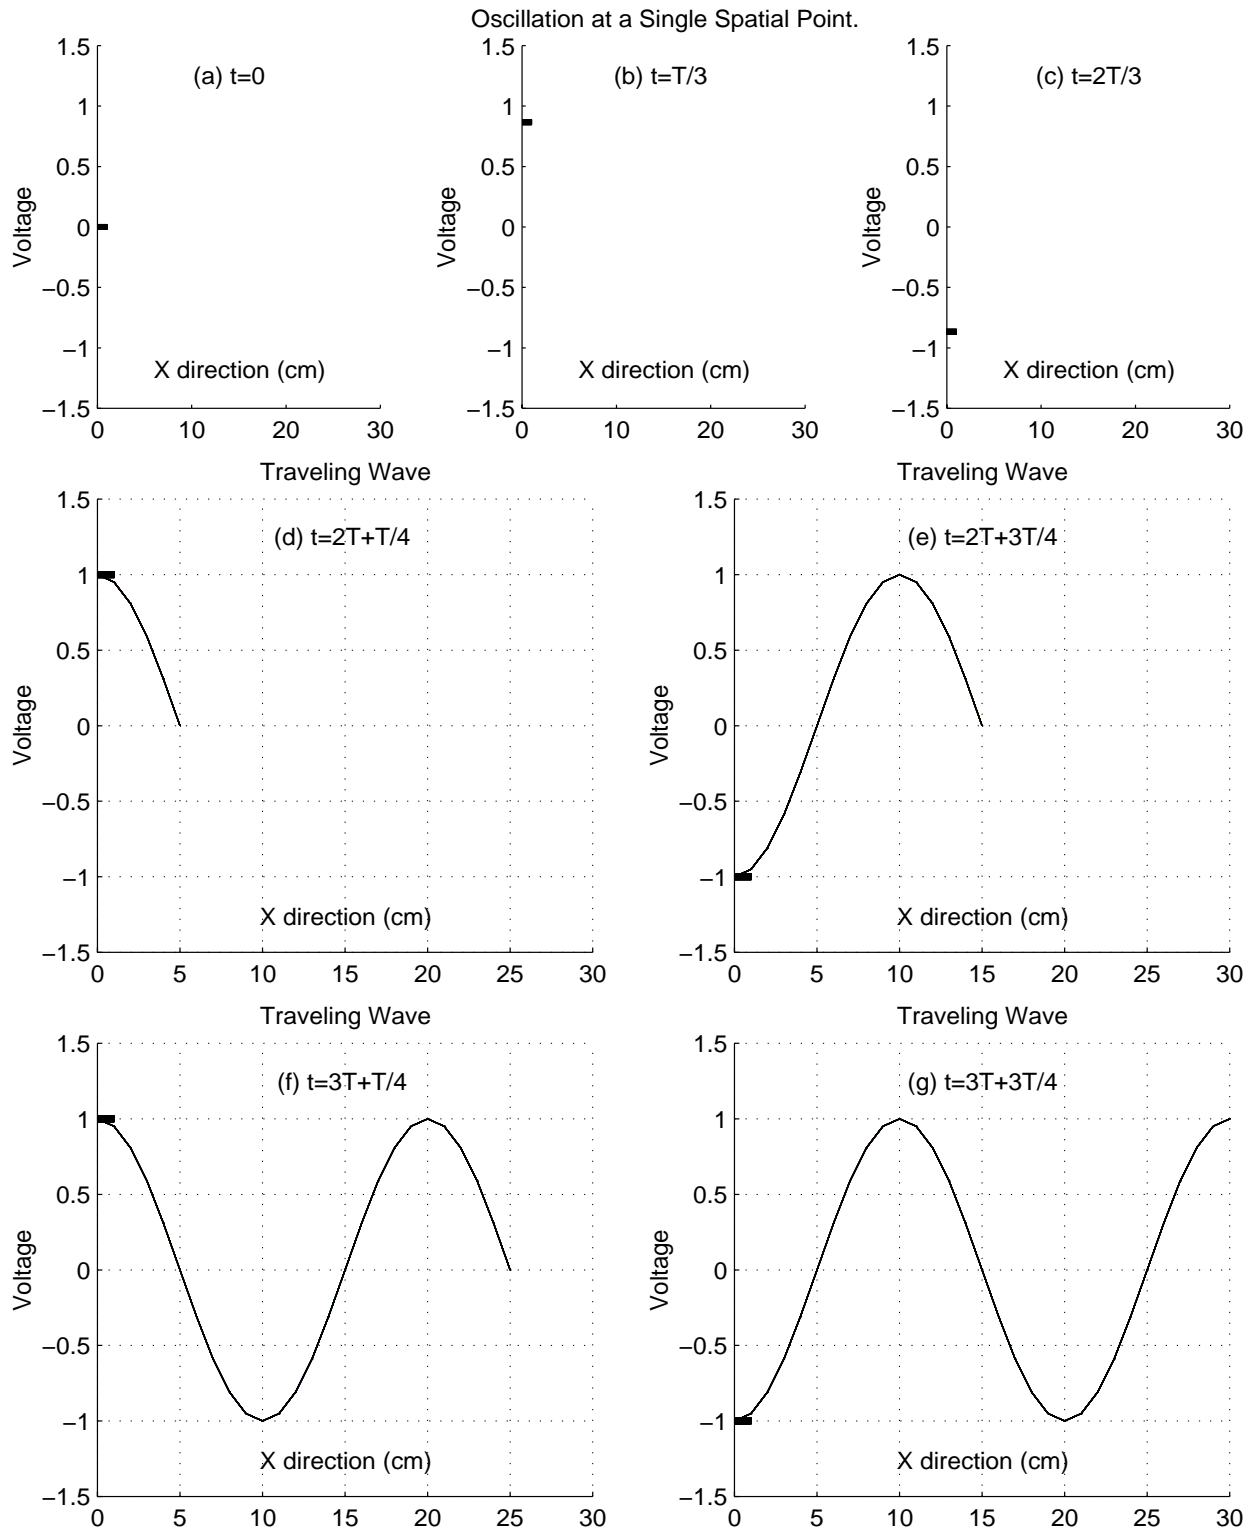 Oscillation at a Single Spatial Point.
1.5 1.5 1.5
(a) t=0 (b) t=T/3 (c) t=2T/3
1 1 1
0.5 0.5 0.5
Voltage Voltage Voltage
0 0 0
−0.5 −0.5 −0.5
−1 −1 −1
X direction (cm) X direction (cm) X direction (cm)
−1.5 −1.5 −1.5
0 10 20 30 0 10 20 30 0 10 20 30
Traveling Wave Traveling Wave
1.5 1.5
(d) t=2T+T/4 (e) t=2T+3T/4
1 1
0.5 0.5
Voltage Voltage
0 0
−0.5 −0.5
−1 −1
X direction (cm) X direction (cm)
−1.5 −1.5
0 5 10 15 20 25 30 0 5 10 15 20 25 30
Traveling Wave Traveling Wave
1.5 1.5
(f) t=3T+T/4 (g) t=3T+3T/4
1 1
0.5 0.5
Voltage Voltage
0 0
−0.5 −0.5
−1 −1
X direction (cm) X direction (cm)
−1.5 −1.5
0 5 10 15 20 25 30 0 5 10 15 20 25 30